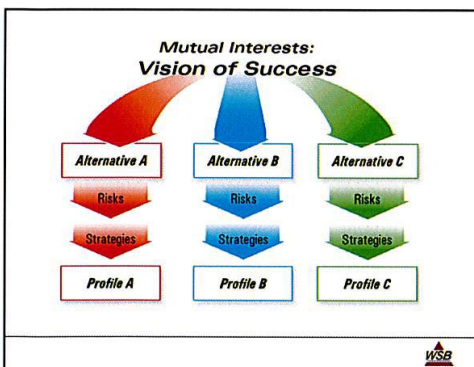 Mutual Interests:
Vision of Success
Alternative A Alternative B Alternative C
Risks Risks Risks
Strategies Strategies Strategies
Profile A Profile B Profile C
WSB